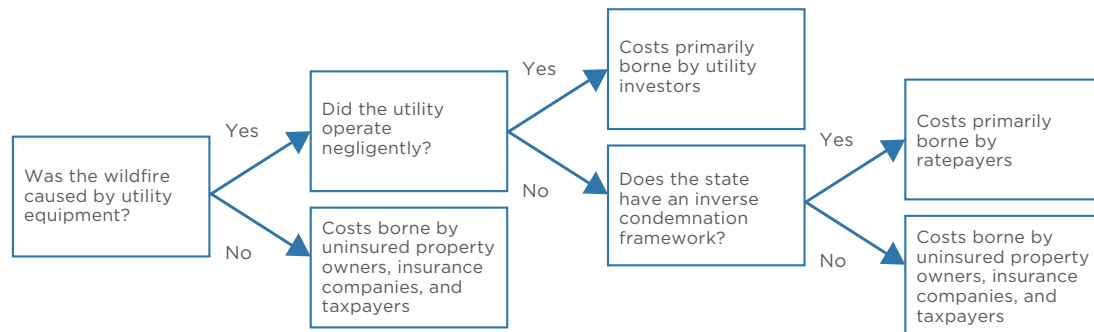 Was the wildfire
caused by utility
equipment?
Yes
No
Did the utility
operate
negligently?
Costs borne by
uninsured property
owners, insurance
companies, and
taxpayers
Yes
No
Costs primarily
borne by utility
investors
Does the state
have an inverse
condemnation
framework?
Yes
No
Costs primarily
borne by
ratepayers
Costs borne by
uninsured property
owners, insurance
companies, and
taxpayers